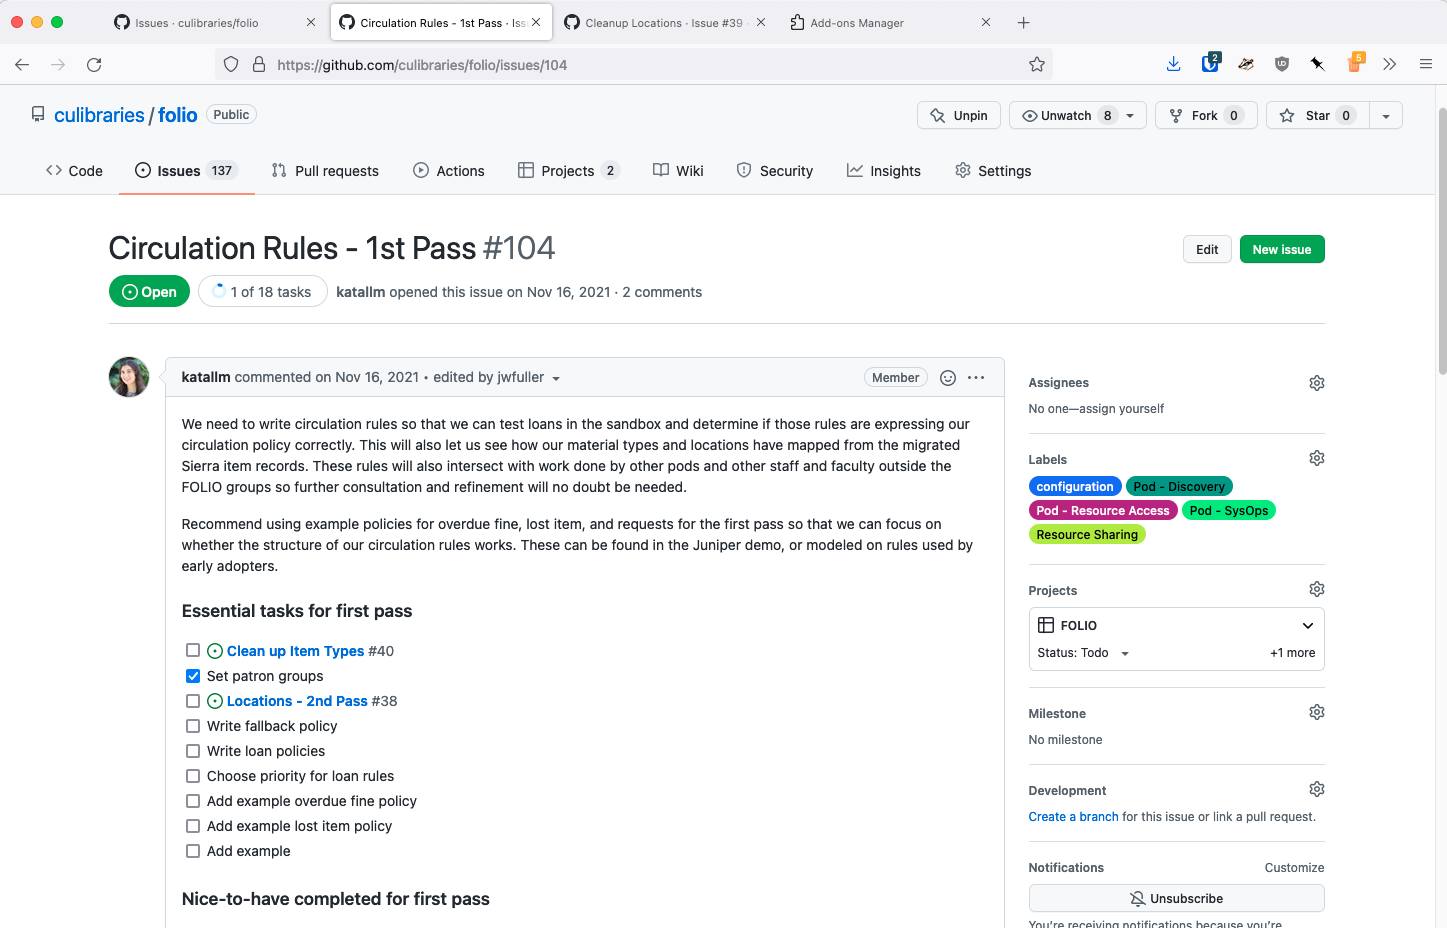 Issues · culibraries/folio
Circulation Rules - 1st Pass · Iss
Cleanup Locations · Issue #39 ·
Add-ons Manager
https://github.com/culibraries/folio/issues/104
2
5
culibraries / folio Public
Unpin
Unwatch 8
Fork 0
Star 0
Code
Issues 137
Pull requests
Actions
Projects 2
Wiki
Security
Insights
Settings
Circulation Rules - 1st Pass #104
Edit
New issue
Open
1 of 18 tasks
katallm opened this issue on Nov 16, 2021 · 2 comments
katallm commented on Nov 16, 2021 • edited by jwfuller
Member
We need to write circulation rules so that we can test loans in the sandbox and determine if those rules are expressing our
circulation policy correctly. This will also let us see how our material types and locations have mapped from the migrated
Sierra item records. These rules will also intersect with work done by other pods and other staff and faculty outside the
FOLIO groups so further consultation and refinement will no doubt be needed.
Recommend using example policies for overdue fine, lost item, and requests for the first pass so that we can focus on
whether the structure of our circulation rules works. These can be found in the Juniper demo, or modeled on rules used by
early adopters.
Essential tasks for first pass
Clean up Item Types #40
Set patron groups
Locations - 2nd Pass #38
Write fallback policy
Write loan policies
Choose priority for loan rules
Add example overdue fine policy
Add example lost item policy
Add example
Nice-to-have completed for first pass
Assignees
No one—assign yourself
Labels
configuration
Pod - Discovery
Pod - Resource Access
Pod - SysOps
Resource Sharing
Projects
FOLIO
Status: Todo
+1 more
Milestone
No milestone
Development
Create a branch for this issue or link a pull request.
Notifications
Customize
Unsubscribe
You're receiving notifications because you're